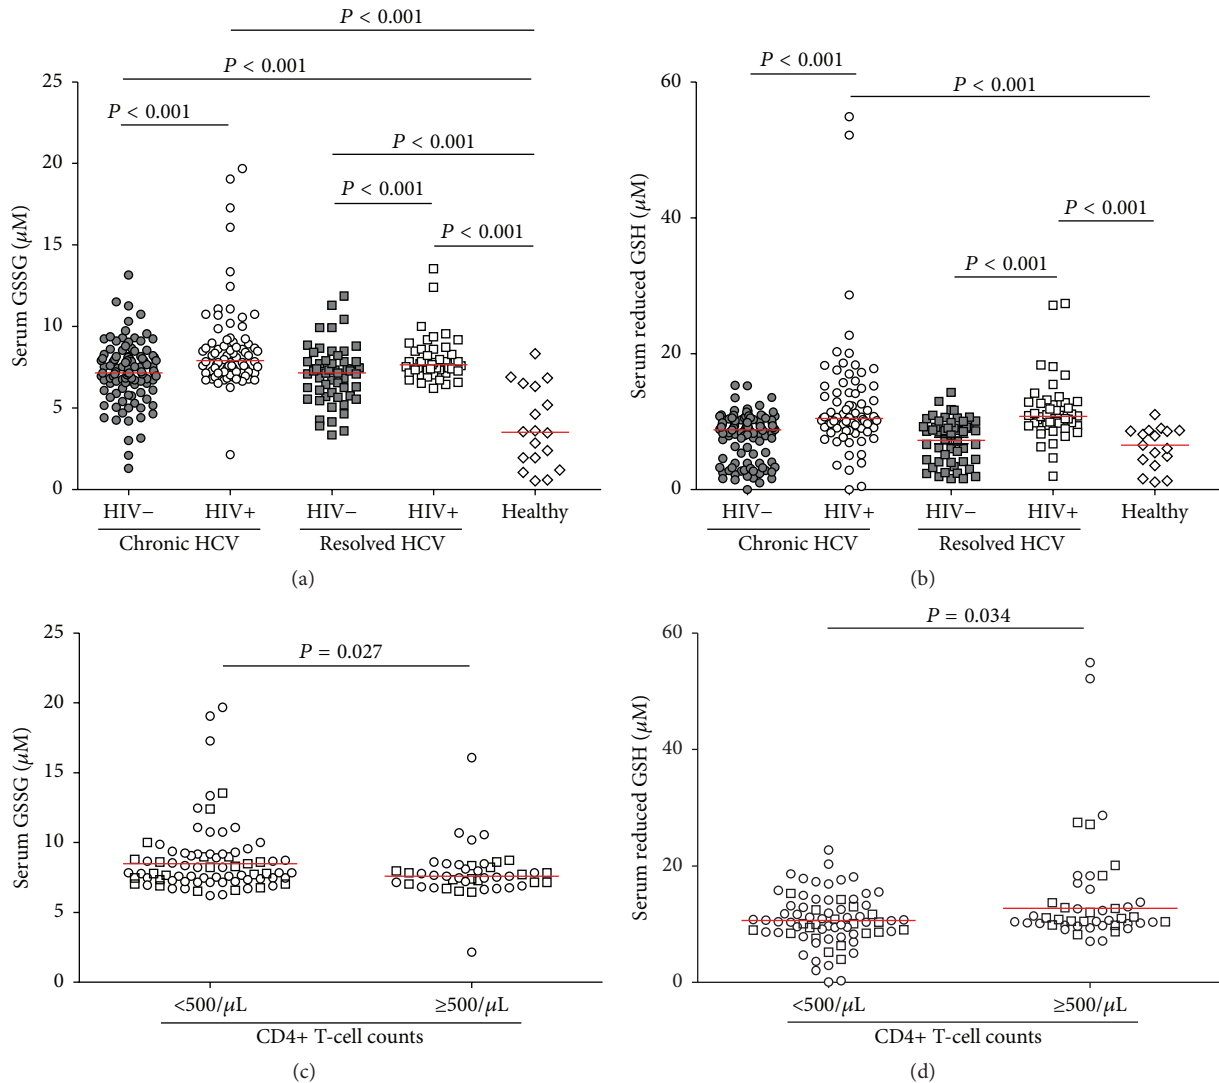 P < 0.001
P < 0.001
P < 0.001
P < 0.001
P < 0.001
P < 0.001
Serum GSSG (μM)
25
20
15
10
5
0
HIV− HIV+ HIV− HIV+ Healthy
Chronic HCV Resolved HCV
(a)
P < 0.001
P < 0.001
P < 0.001
P < 0.001
Serum reduced GSH (μM)
60
40
20
0
HIV− HIV+ HIV− HIV+ Healthy
Chronic HCV Resolved HCV
(b)
P = 0.027
Serum GSSG (μM)
25
20
15
10
5
0
<500/μL ≥500/μL
CD4+ T-cell counts
(c)
P = 0.034
Serum reduced GSH (μM)
60
40
20
0
<500/μL ≥500/μL
CD4+ T-cell counts
(d)